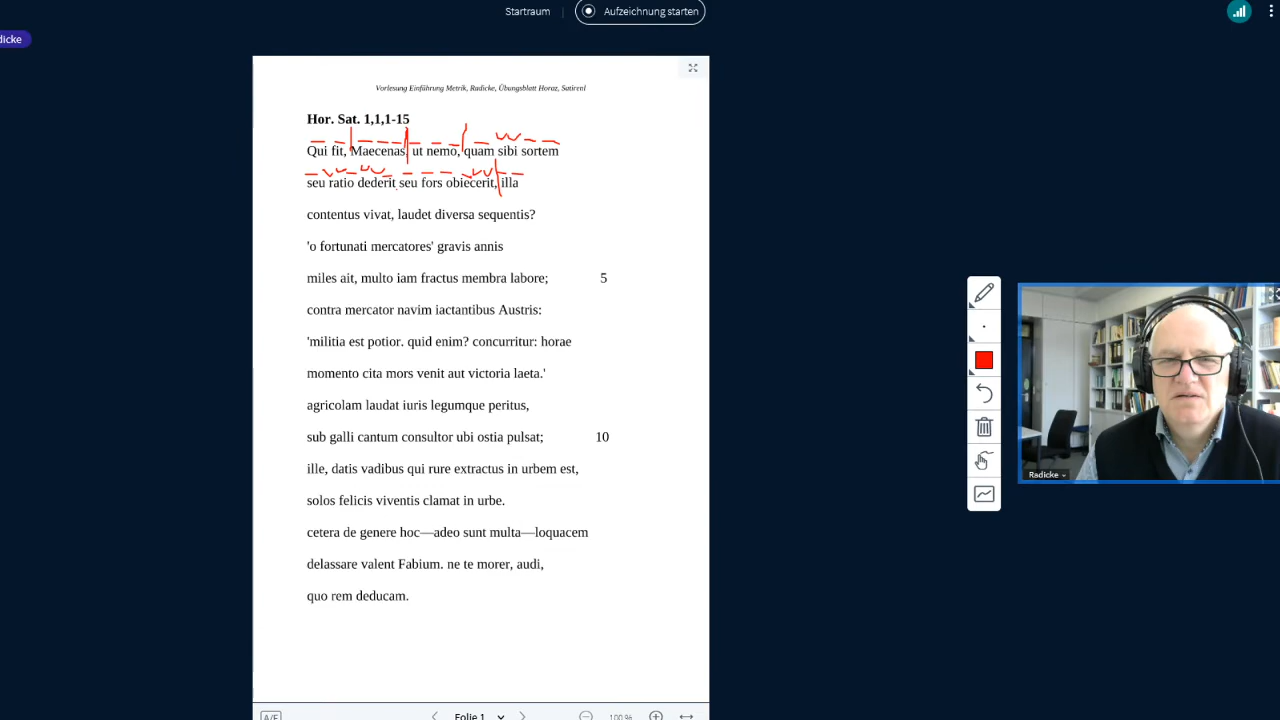 Startraum
Aufzeichnung starten
dicke
Vorlesung Einführung Metrik, Radicke, Übungsblatt Horaz, SatirenI
Hor. Sat. 1,1,1-15
Qui fit, Maecenas, ut nemo, quam sibi sortem
seu ratio dederit seu fors obiecerit, illa
contentus vivat, laudet diversa sequentis?
'o fortunati mercatores' gravis annis
miles ait, multo iam fractus membra labore; 5
contra mercator navim iactantibus Austris:
'militia est potior. quid enim? concurritur: horae
momento cita mors venit aut victoria laeta.'
agricolam laudat iuris legumque peritus,
sub galli cantum consultor ubi ostia pulsat; 10
ille, datis vadibus qui rure extractus in urbem est,
solos felicis viventis clamat in urbe.
cetera de genere hoc—adeo sunt multa—loquacem
delassare valent Fabium. ne te morer, audi,
quo rem deducam.
Radicke
Folie 1
100 %